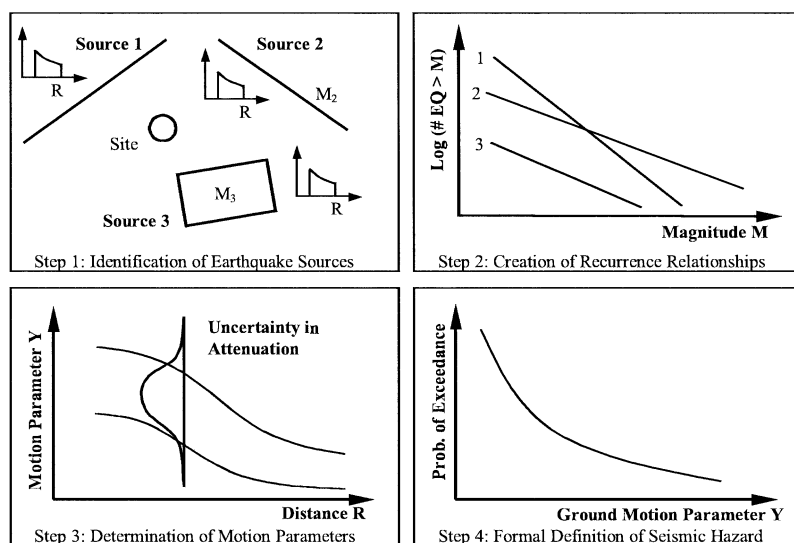 Source 1
Source 2
R
R
M2
Site
M3
R
Source 3
Step 1: Identification of Earthquake Sources
Log (# EQ > M)
1
2
3
Magnitude M
Step 2: Creation of Recurrence Relationships
Motion Parameter Y
Uncertainty in
Attenuation
Distance R
Step 3: Determination of Motion Parameters
Prob. of Exceedance
Ground Motion Parameter Y
Step 4: Formal Definition of Seismic Hazard